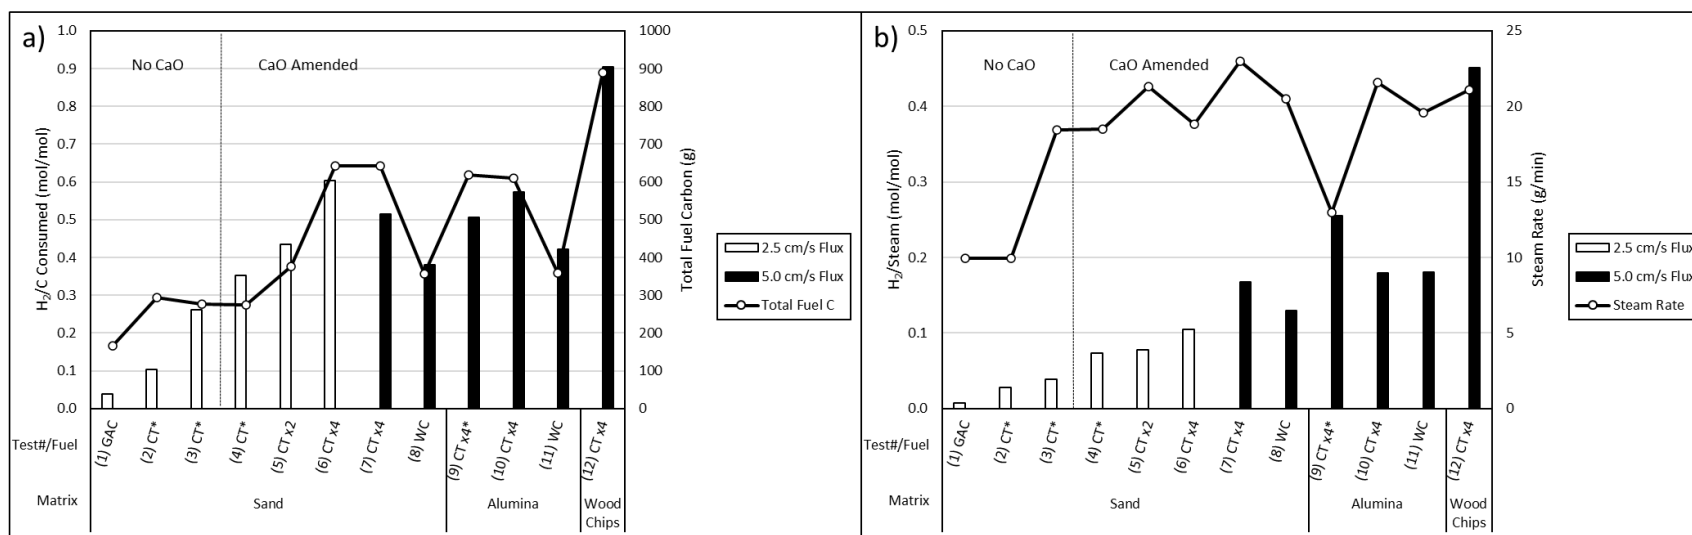 a)
H₂/C Consumed (mol/mol)
1.0
0.9
0.8
0.7
0.6
0.5
0.4
0.3
0.2
0.1
0.0
No CaO
CaO Amended
1000
900
800
700
600
500
400
300
200
100
0
Total Fuel Carbon (g)
2.5 cm/s Flux
5.0 cm/s Flux
Total Fuel C
Test#/Fuel
(1) GAC
(2) CT*
(3) CT*
(4) CT*
(5) CT x2
(6) CT x4
(7) CT x4
(8) WC
(9) CT x4*
(10) CT x4
(11) WC
(12) CT x4
Matrix
Sand
Alumina
Wood
Chips
b)
H₂/Steam (mol/mol)
0.5
0.4
0.3
0.2
0.1
0.0
No CaO
CaO Amended
25
20
15
10
5
0
Steam Rate (g/min)
2.5 cm/s Flux
5.0 cm/s Flux
Steam Rate
Test#/Fuel
(1) GAC
(2) CT*
(3) CT*
(4) CT*
(5) CT x2
(6) CT x4
(7) CT x4
(8) WC
(9) CT x4*
(10) CT x4
(11) WC
(12) CT x4
Matrix
Sand
Alumina
Wood
Chips